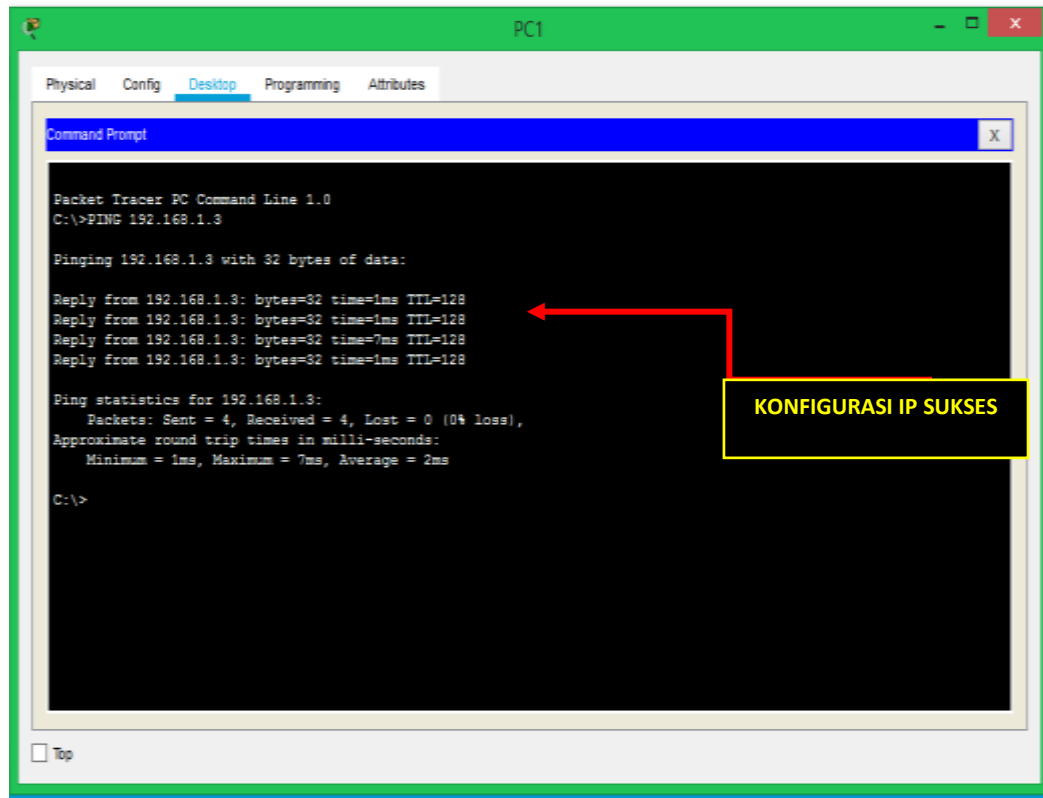 PC1
Physical Config Desktop Programming Attributes
Command Prompt
X
Packet Tracer PC Command Line 1.0
C:\>PING 192.168.1.3
Pinging 192.168.1.3 with 32 bytes of data:
Reply from 192.168.1.3: bytes=32 time=1ms TTL=128
Reply from 192.168.1.3: bytes=32 time=1ms TTL=128
Reply from 192.168.1.3: bytes=32 time=7ms TTL=128
Reply from 192.168.1.3: bytes=32 time=1ms TTL=128
Ping statistics for 192.168.1.3:
Packets: Sent = 4, Received = 4, Lost = 0 (0% loss),
Approximate round trip times in milli-seconds:
Minimum = 1ms, Maximum = 7ms, Average = 2ms
C:\>
KONFIGURASI IP SUKSES
Top